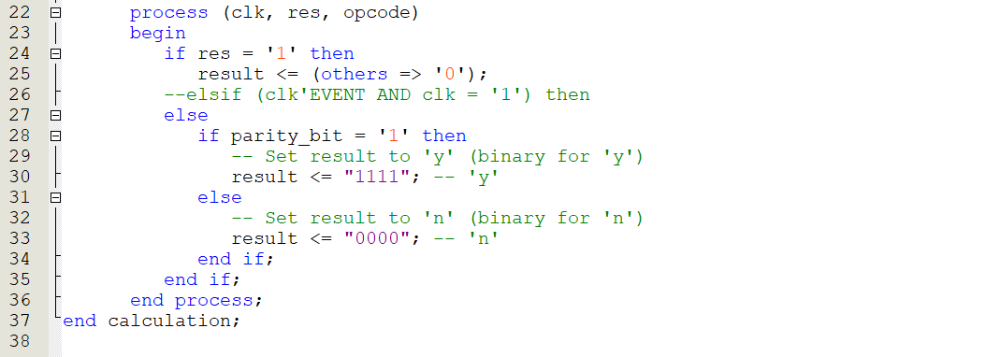 22 process (clk, res, opcode)
23 begin
24 if res = '1' then
25 result <= (others => '0');
26 --elsif (clk'EVENT AND clk = '1') then
27 else
28 if parity_bit = '1' then
29 -- Set result to 'y' (binary for 'y')
30 result <= "1111"; -- 'y'
31 else
32 -- Set result to 'n' (binary for 'n')
33 result <= "0000"; -- 'n'
34 end if;
35 end if;
36 end process;
37 end calculation;
38